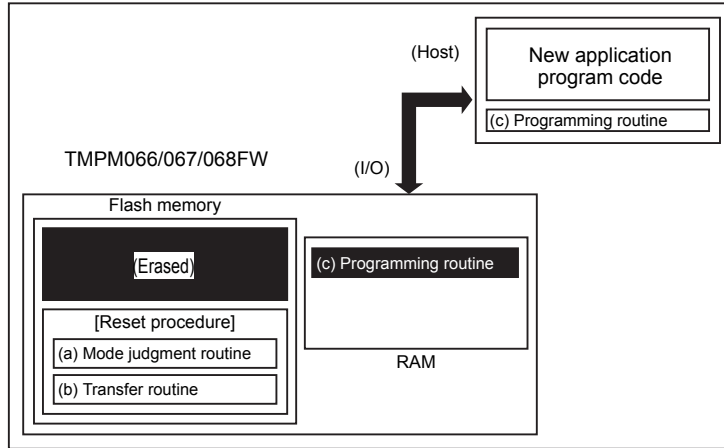 (Host)
New application
program code
(c) Programming routine
TMPM066/067/068FW
(I/O)
Flash memory
(Erased)
(c) Programming routine
[Reset procedure]
(a) Mode judgment routine
(b) Transfer routine
RAM